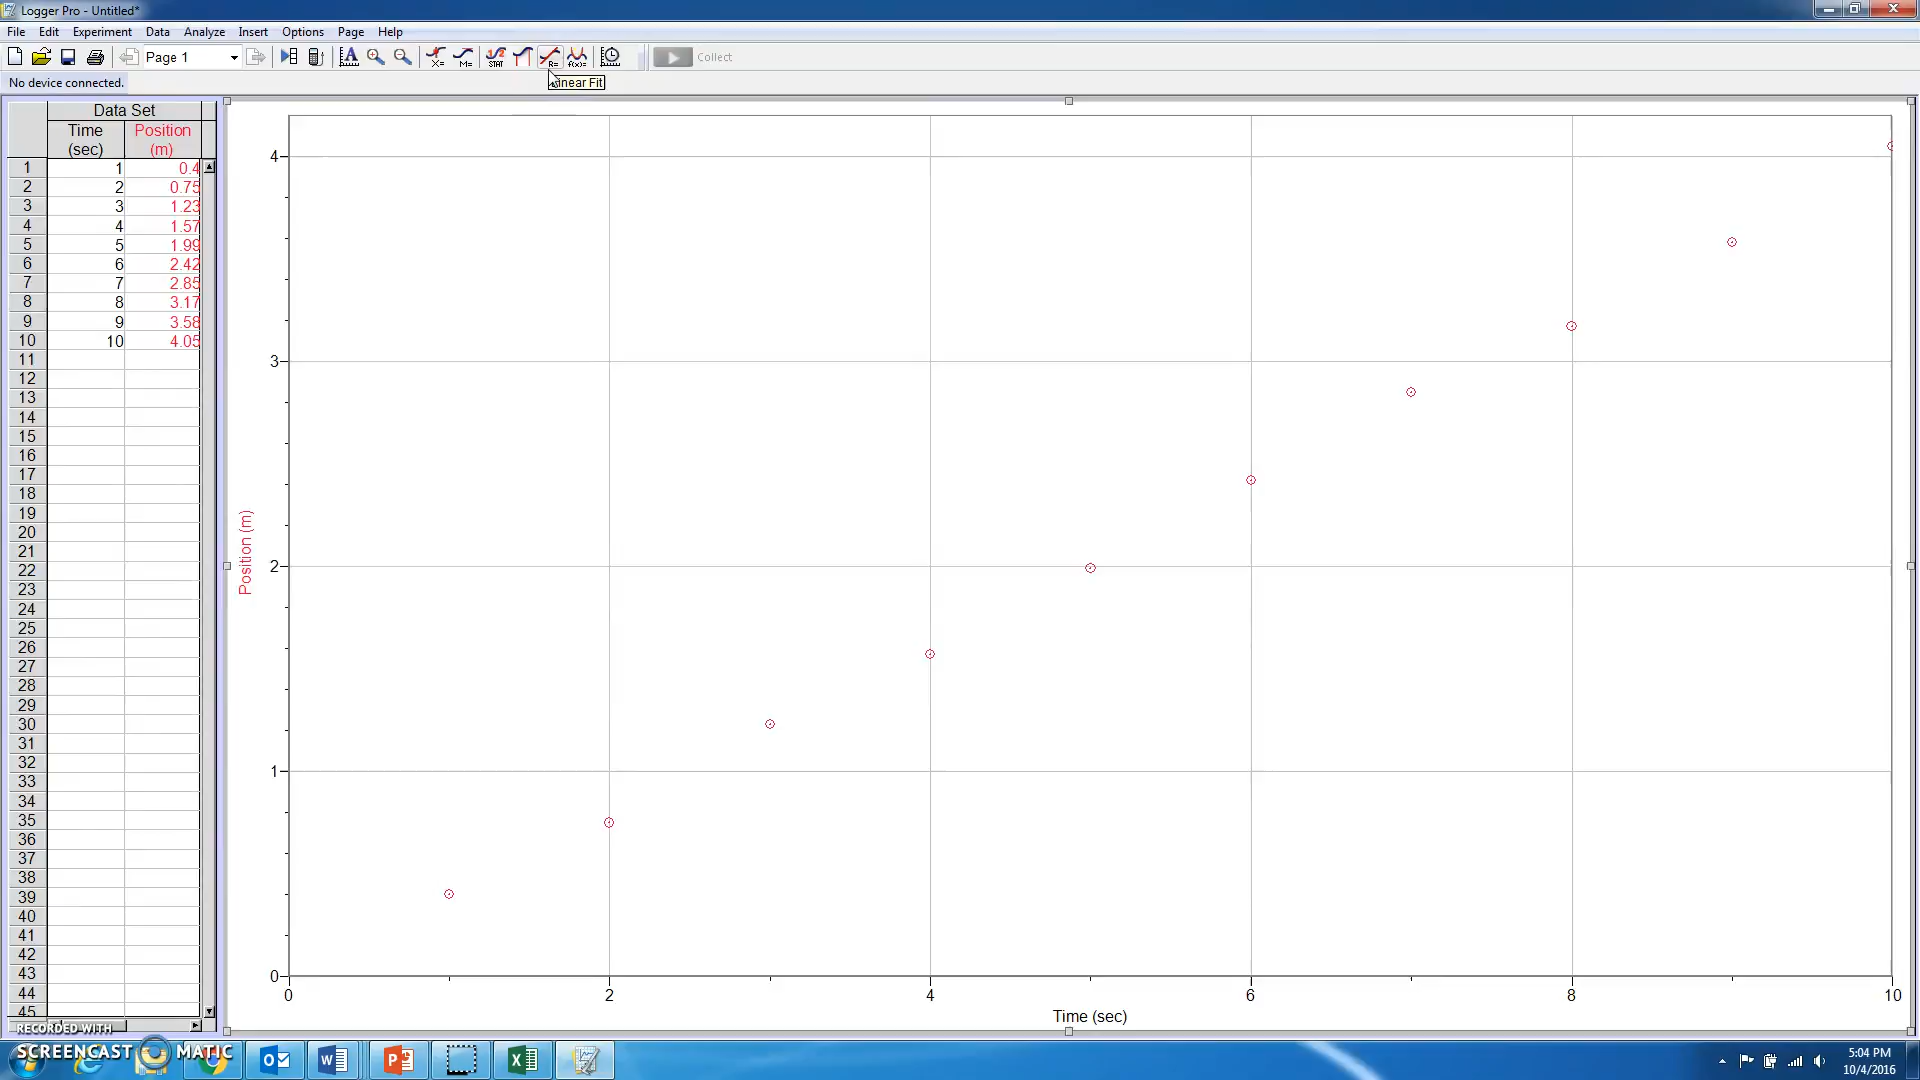 Logger Pro - Untitled*
File Edit Experiment Data Analyze Insert Options Page Help
Page 1 X= M= STAT R= f(x)= Collect
No device connected.
Linear Fit
Data Set
Time (sec) Position (m)
1 1 0.4
2 2 0.75
3 3 1.23
4 4 1.57
5 5 1.99
6 6 2.42
7 7 2.85
8 8 3.17
9 9 3.58
10 10 4.05
11
12
13
14
15
16
17
18
19
20
21
22
23
24
25
26
27
28
29
30
31
32
33
34
35
36
37
38
39
40
41
42
43
44
45
4
3
2
1
0
Position (m)
0 2 4 6 8 10
Time (sec)
RECORDED WITH
SCREENCAST MATIC
5:04 PM
10/4/2016